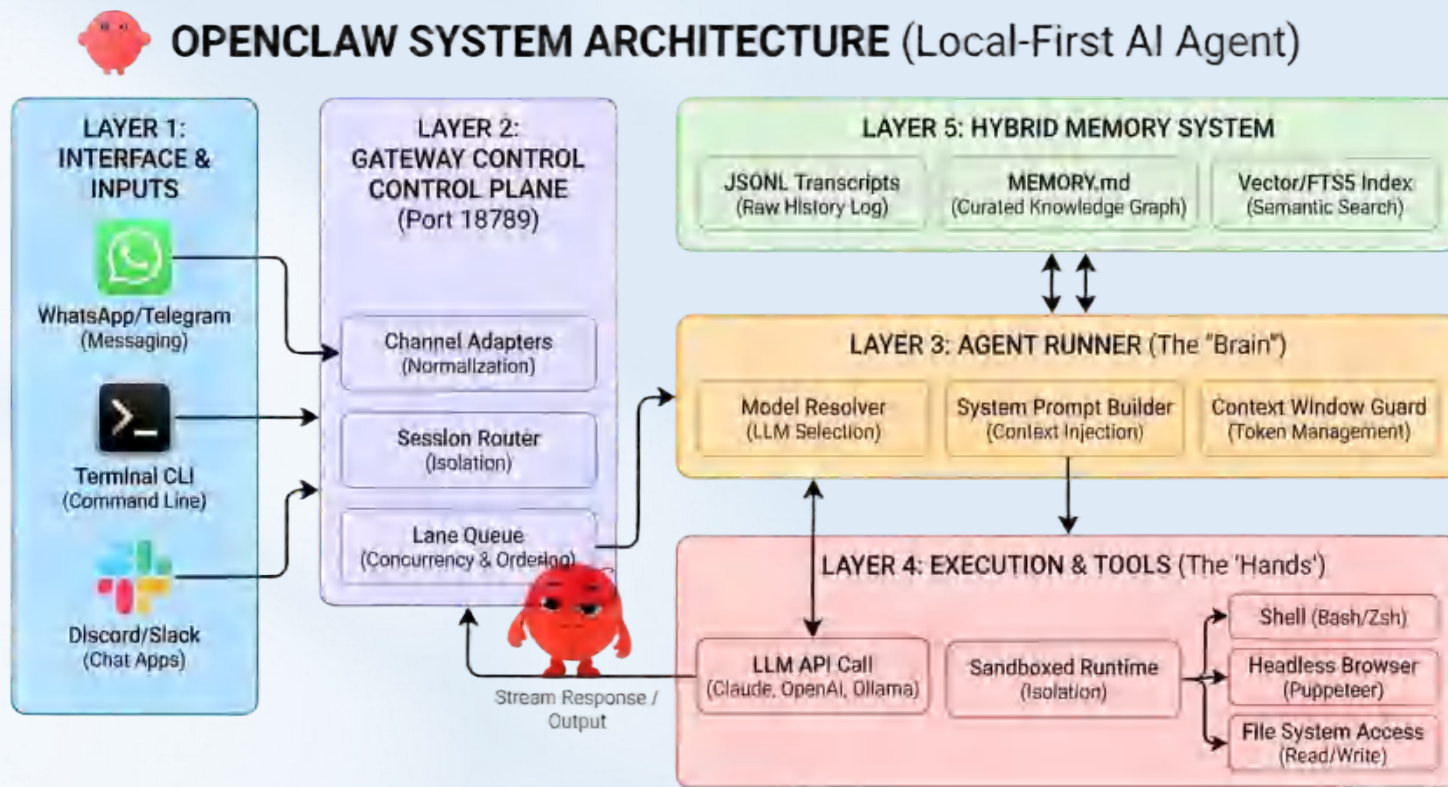 OPENCLAW SYSTEM ARCHITECTURE (Local-First AI Agent)
LAYER 1:
INTERFACE &
INPUTS
WhatsApp/Telegram
(Messaging)
>_
Terminal CLI
(Command Line)
Discord/Slack
(Chat Apps)
LAYER 2:
GATEWAY CONTROL
CONTROL PLANE
(Port 18789)
Channel Adapters
(Normalization)
Session Router
(Isolation)
Lane Queue
(Concurrency & Ordering)
Stream Response /
Output
LAYER 5: HYBRID MEMORY SYSTEM
JSONL Transcripts
(Raw History Log)
MEMORY.md
(Curated Knowledge Graph)
Vector/FTS5 Index
(Semantic Search)
LAYER 3: AGENT RUNNER (The "Brain")
Model Resolver
(LLM Selection)
System Prompt Builder
(Context Injection)
Context Window Guard
(Token Management)
LAYER 4: EXECUTION & TOOLS (The 'Hands')
LLM API Call
(Claude, OpenAI, Ollama)
Sandboxed Runtime
(Isolation)
Shell (Bash/Zsh)
Headless Browser
(Puppeteer)
File System Access
(Read/Write)